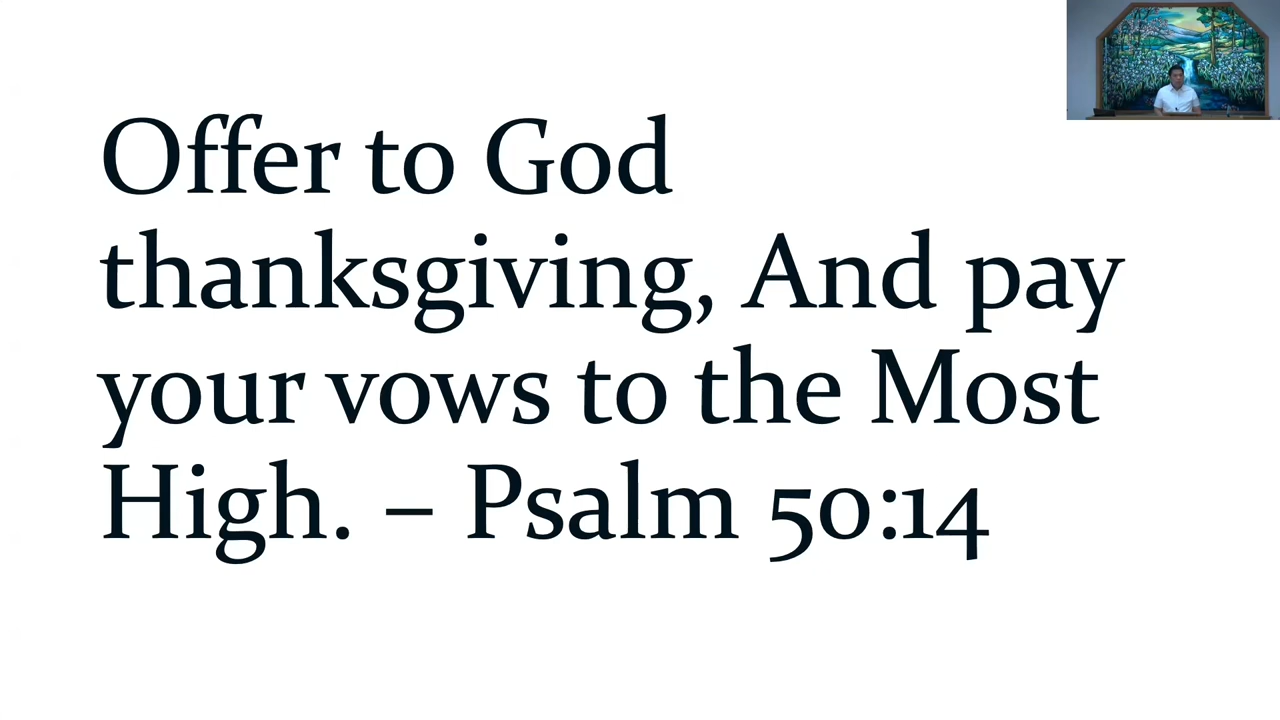 Offer to God
thanksgiving, And pay
your vows to the Most
High. – Psalm 50:14